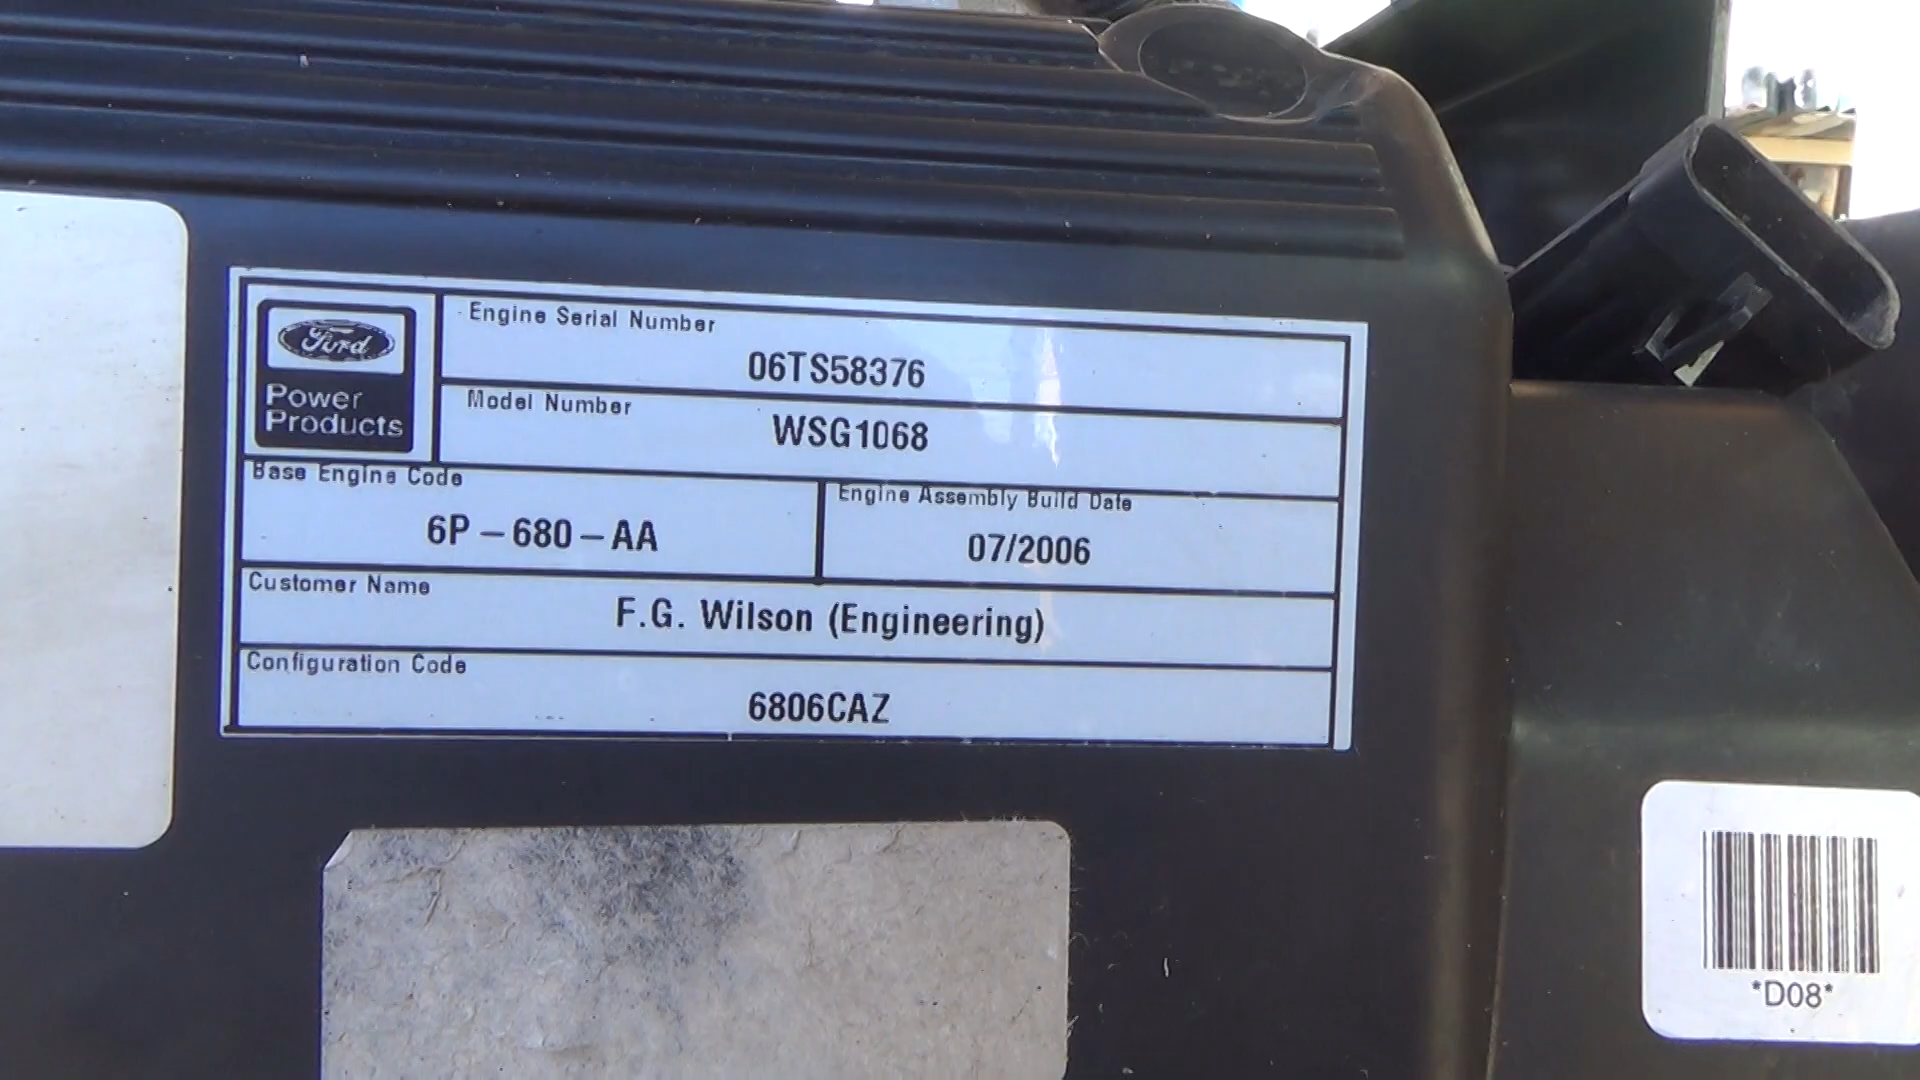 Ford
Power
Products
Engine Serial Number
06TS58376
Model Number
WSG1068
Base Engine Code
6P - 680 - AA
Engine Assembly Build Date
07/2006
Customer Name
F.G. Wilson (Engineering)
Configuration Code
6806CAZ
*D08*